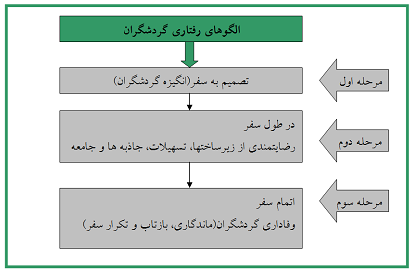 الگوهای رفتاری گردشگران
مرحله اول
تصمیم به سفر(انگیزه گردشگران)
مرحله دوم
در طول سفر
رضایتمندی از زیرساختها، تسهیلات، جاذبه ها و جامعه
مرحله سوم
اتمام سفر
وفاداری گردشگران(ماندگاری، بازتاب و تکرار سفر)